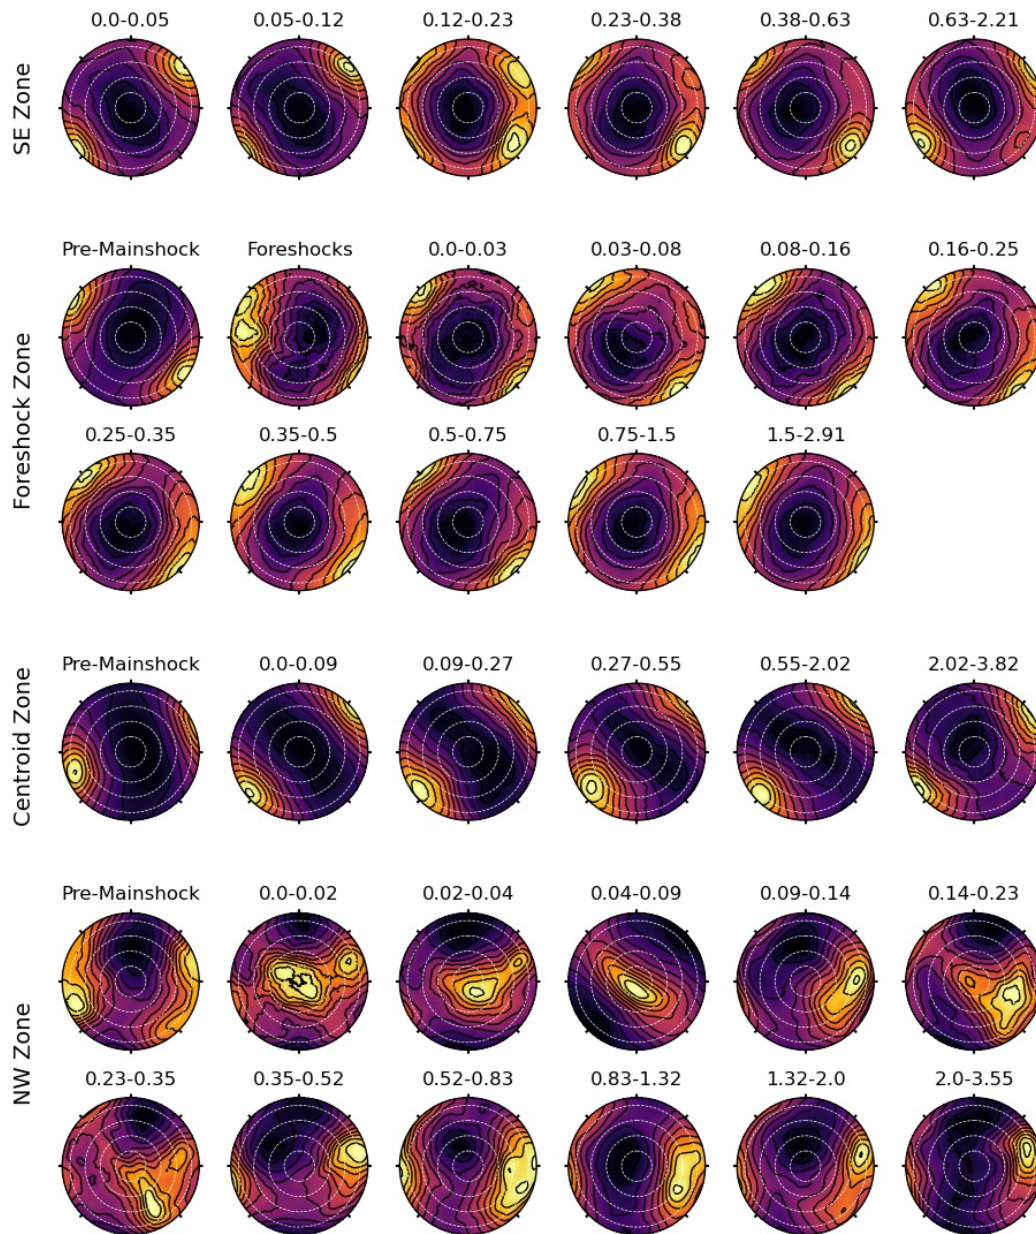 SE Zone
0.0-0.05 0.05-0.12 0.12-0.23 0.23-0.38 0.38-0.63 0.63-2.21
Foreshock Zone
Pre-Mainshock Foreshocks 0.0-0.03 0.03-0.08 0.08-0.16 0.16-0.25
0.25-0.35 0.35-0.5 0.5-0.75 0.75-1.5 1.5-2.91
Centroid Zone
Pre-Mainshock 0.0-0.09 0.09-0.27 0.27-0.55 0.55-2.02 2.02-3.82
NW Zone
Pre-Mainshock 0.0-0.02 0.02-0.04 0.04-0.09 0.09-0.14 0.14-0.23
0.23-0.35 0.35-0.52 0.52-0.83 0.83-1.32 1.32-2.0 2.0-3.55